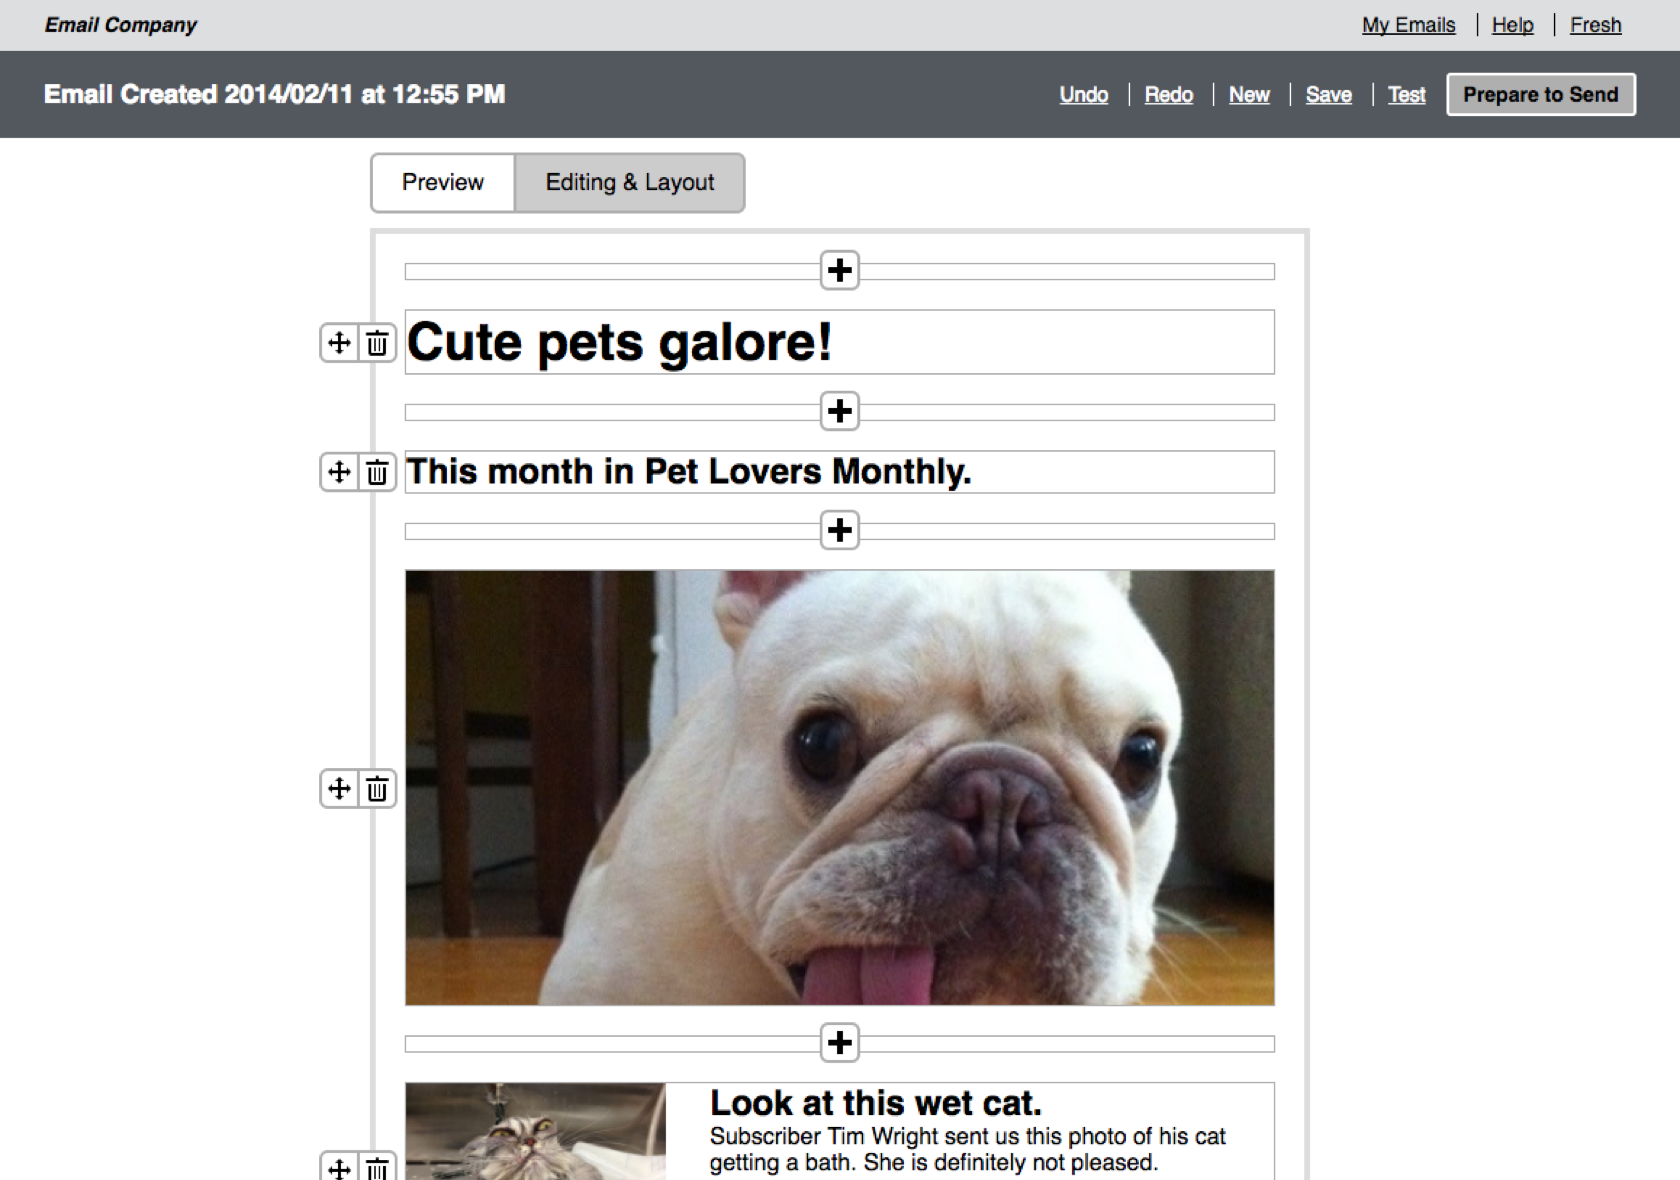 Email Company
My Emails
Help
Fresh
Email Created 2014/02/11 at 12:55 PM
Undo
Redo
New
Save
Test
Prepare to Send
Preview
Editing & Layout
Cute pets galore!
This month in Pet Lovers Monthly.
Look at this wet cat.
Subscriber Tim Wright sent us this photo of his cat
getting a bath. She is definitely not pleased.